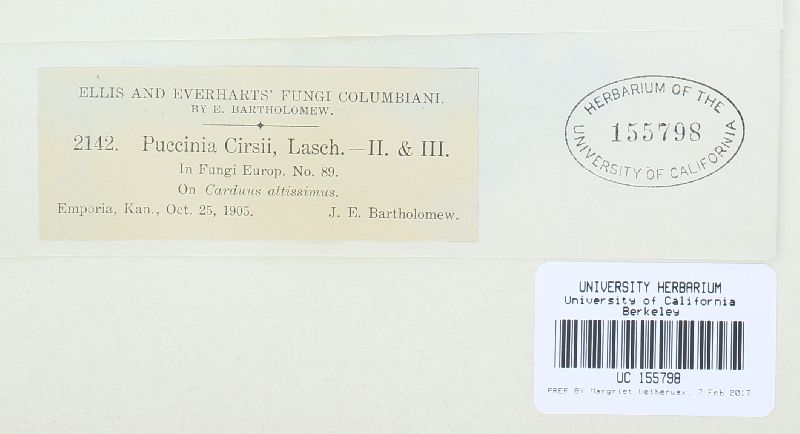 ELLIS AND EVERHARTS' FUNGI COLUMBIANI.
BY E. BARTHOLOMEW.
2142. Puccinia Cirsii, Lasch.—II. & III.
In Fungi Europ. No. 89.
On Carduus altissimus.
Emporia, Kan., Oct. 25, 1905. J. E. Bartholomew.
HERBARIUM OF THE
155798
UNIVERSITY OF CALIFORNIA
UNIVERSITY HERBARIUM
University of California
Berkeley
UC 155798
PREP BY Margriet Wetherwax, 7 Feb 2017